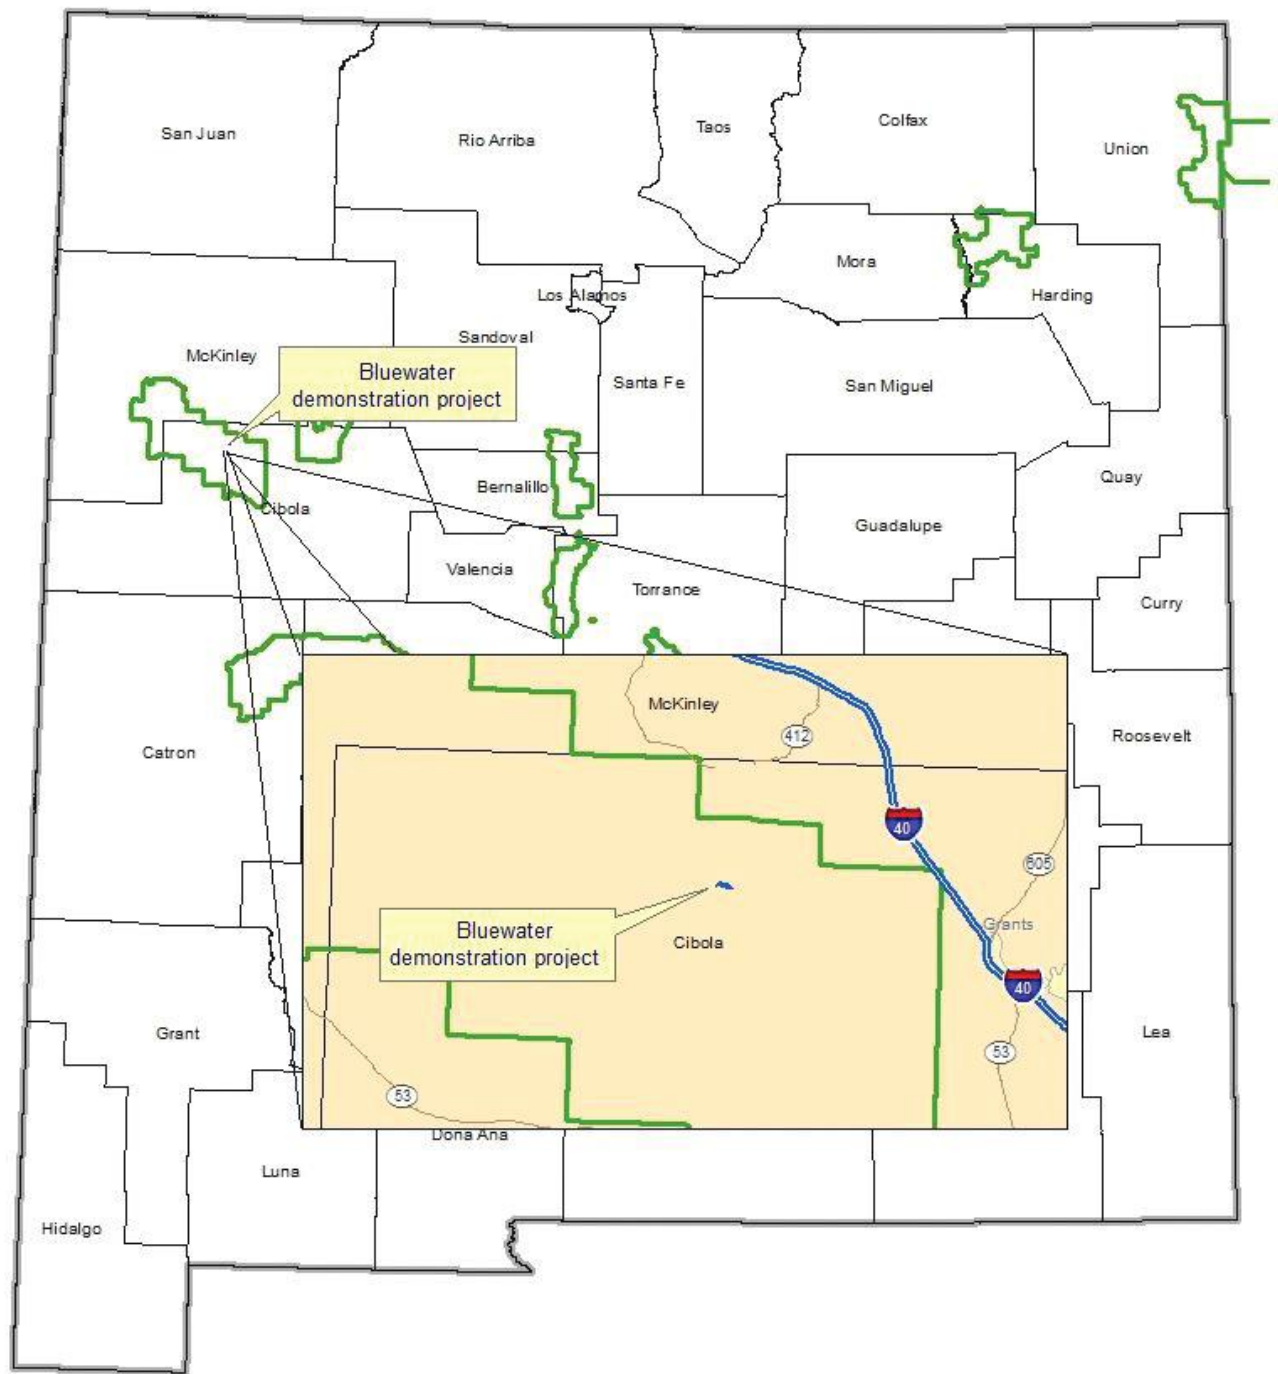 San Juan
Rio Arriba
Taos
Colfax
Union
Mora
Los Alamos
Harding
Sandoval
McKinley
Bluewater
demonstration project
Santa Fe
San Miguel
Quay
Bernalillo
Cibola
Guadalupe
Valencia
Torrance
Curry
McKinley
412
Roosevelt
Catron
40
605
Bluewater
demonstration project
Grants
Cibola
40
Grant
Lea
53
53
Dona Ana
Luna
Hidalgo